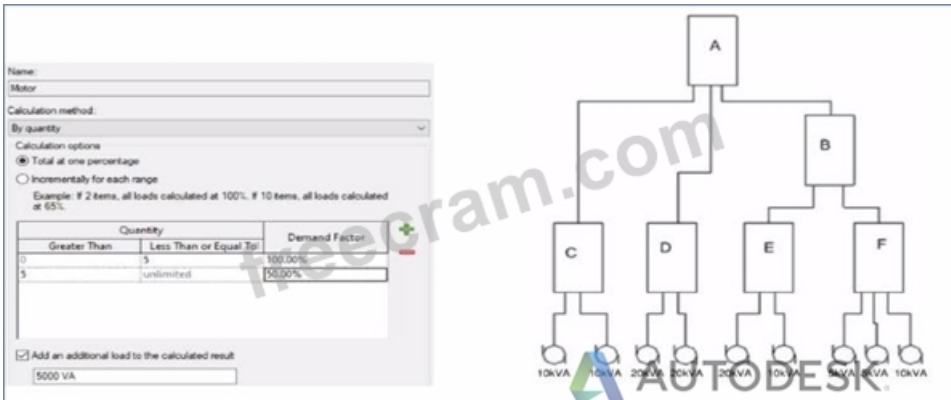 Name:
Motor
Calculation method:
By quantity
Calculation options
Total at one percentage
Incrementally for each range
Example: If 2 items, all loads calculated at 100%. If 10 items, all loads calculated
at 65%.
Quantity
Demand Factor
Greater Than
Less Than or Equal To
0
5
100.00%
5
unlimited
50.00%
Add an additional load to the calculated result
5000 VA
freecram.com
A
B
C
D
E
F
10kVA
10kVA
20kVA
20kVA
20kVA
10kVA
5kVA
5kVA
10kVA
AUTODESK